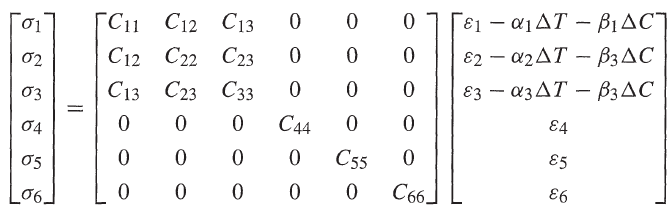 σ1 C11 C12 C13 0 0 0 ε1 − α1ΔT − β1ΔC
σ2 C12 C22 C23 0 0 0 ε2 − α2ΔT − β3ΔC
σ3 C13 C23 C33 0 0 0 ε3 − α3ΔT − β3ΔC
σ4 = 0 0 0 C44 0 0 ε4
σ5 0 0 0 0 C55 0 ε5
σ6 0 0 0 0 0 C66 ε6